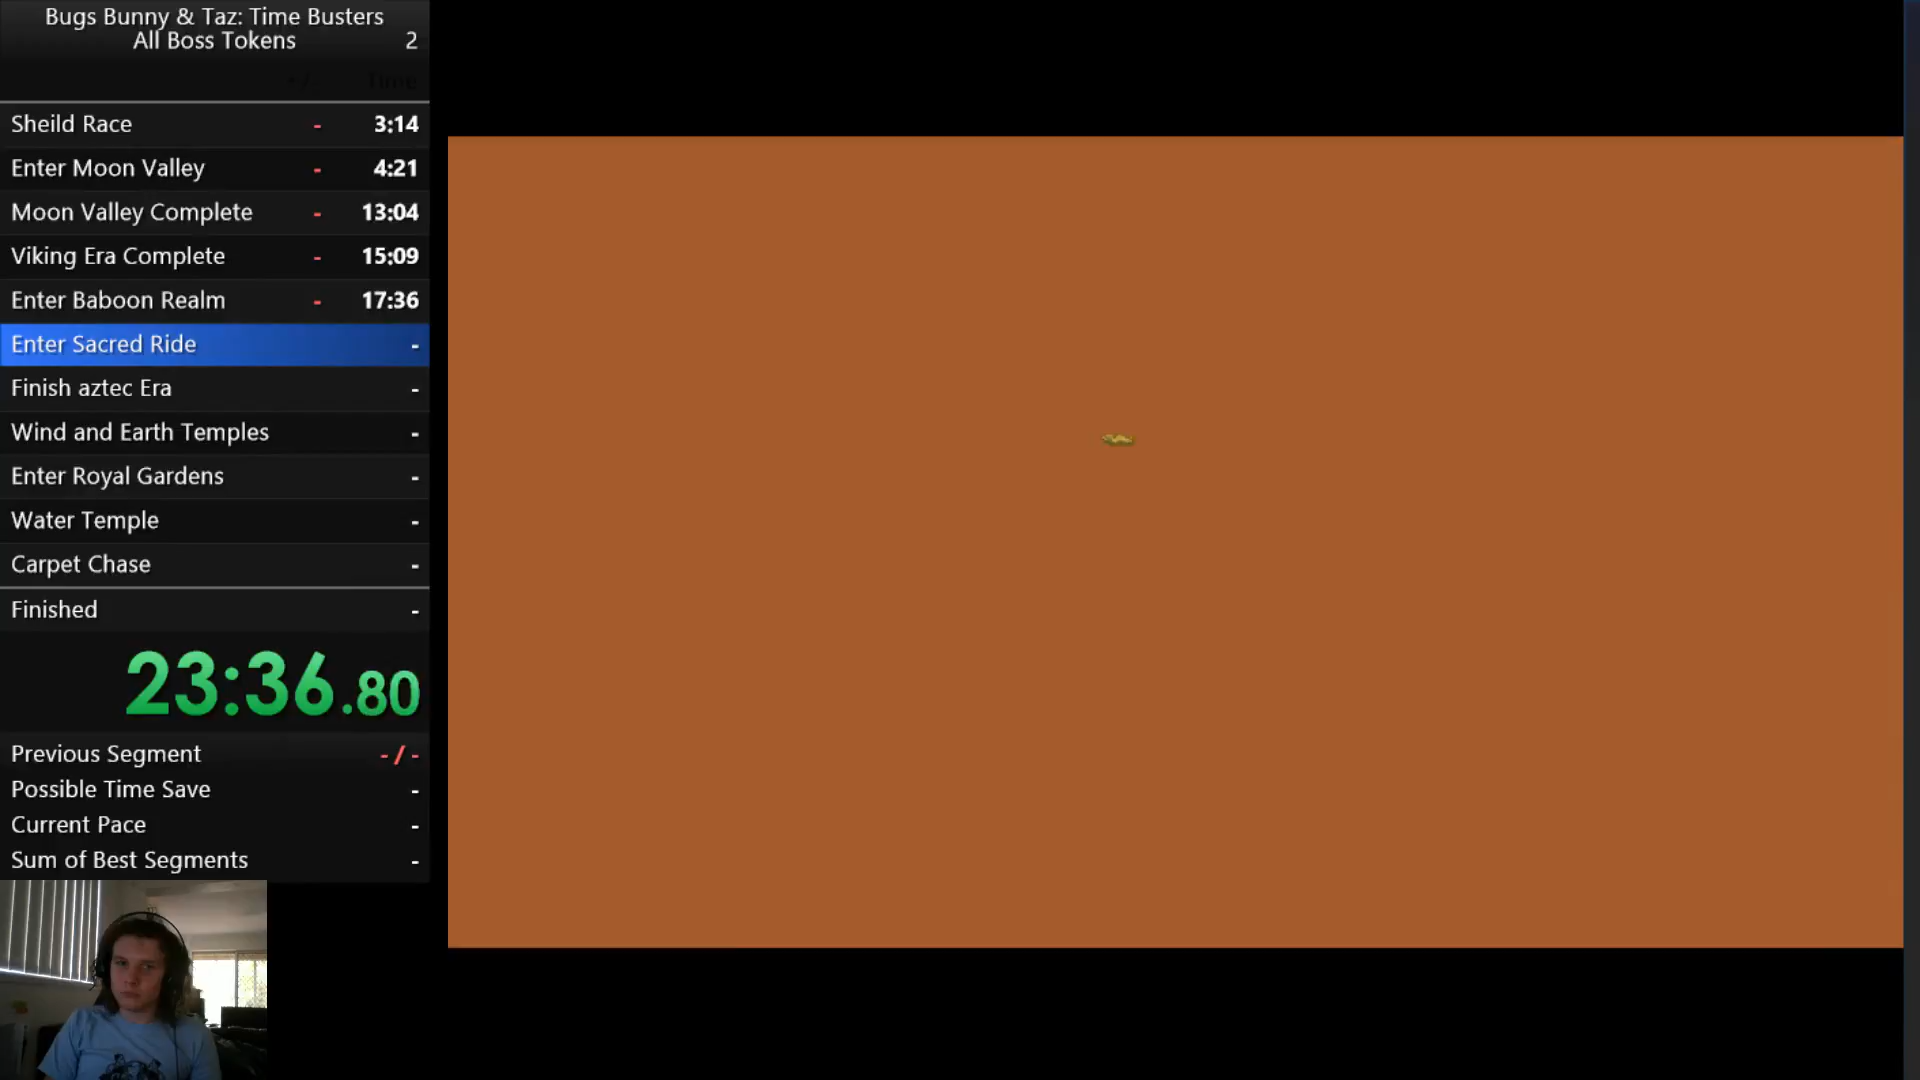 Bugs Bunny & Taz: Time Busters
All Boss Tokens 2
- / Time
Sheild Race - 3:14
Enter Moon Valley - 4:21
Moon Valley Complete - 13:04
Viking Era Complete - 15:09
Enter Baboon Realm - 17:36
Enter Sacred Ride -
Finish aztec Era -
Wind and Earth Temples -
Enter Royal Gardens -
Water Temple -
Carpet Chase -
Finished -
23:36.80
Previous Segment - / -
Possible Time Save -
Current Pace -
Sum of Best Segments -